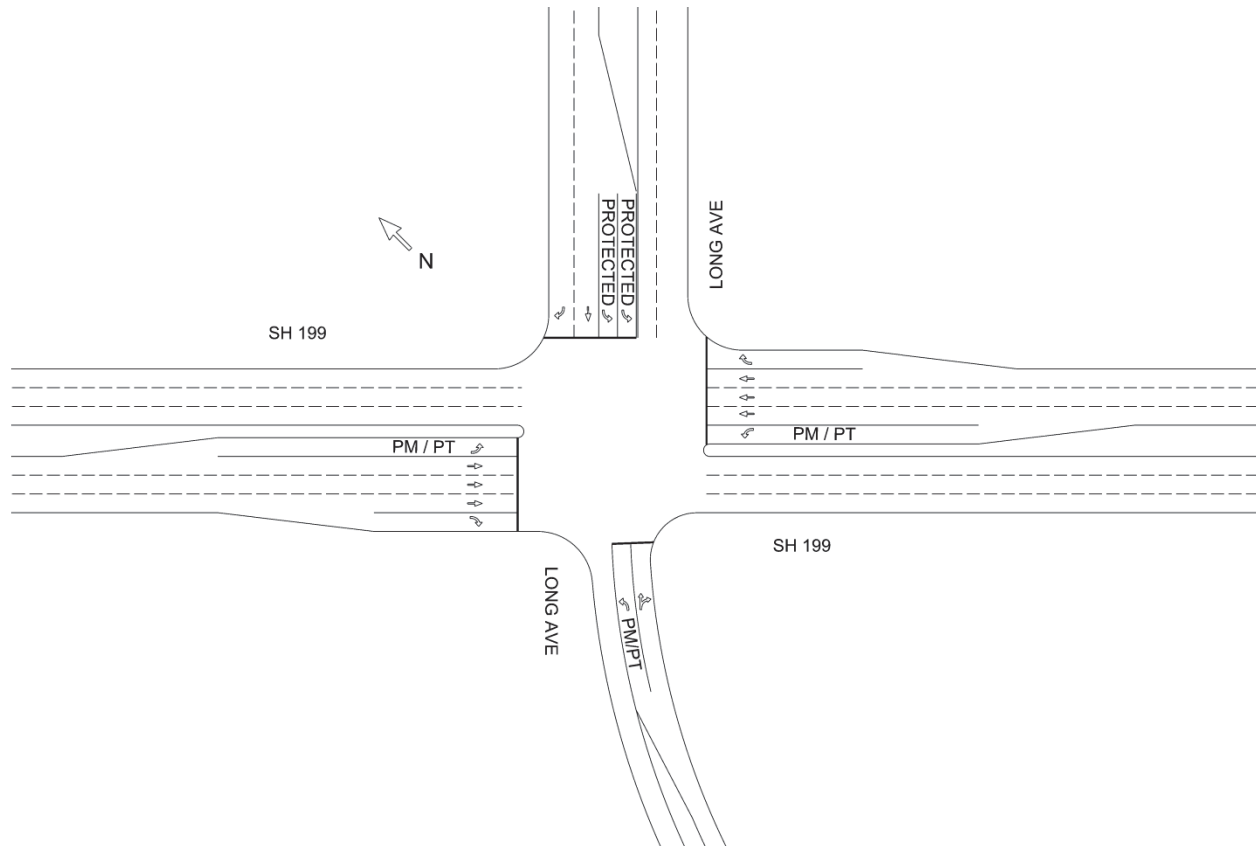 PROTECTED
PROTECTED
LONG AVE
N
SH 199
PM / PT
PM / PT
SH 199
LONG AVE
PM/PT